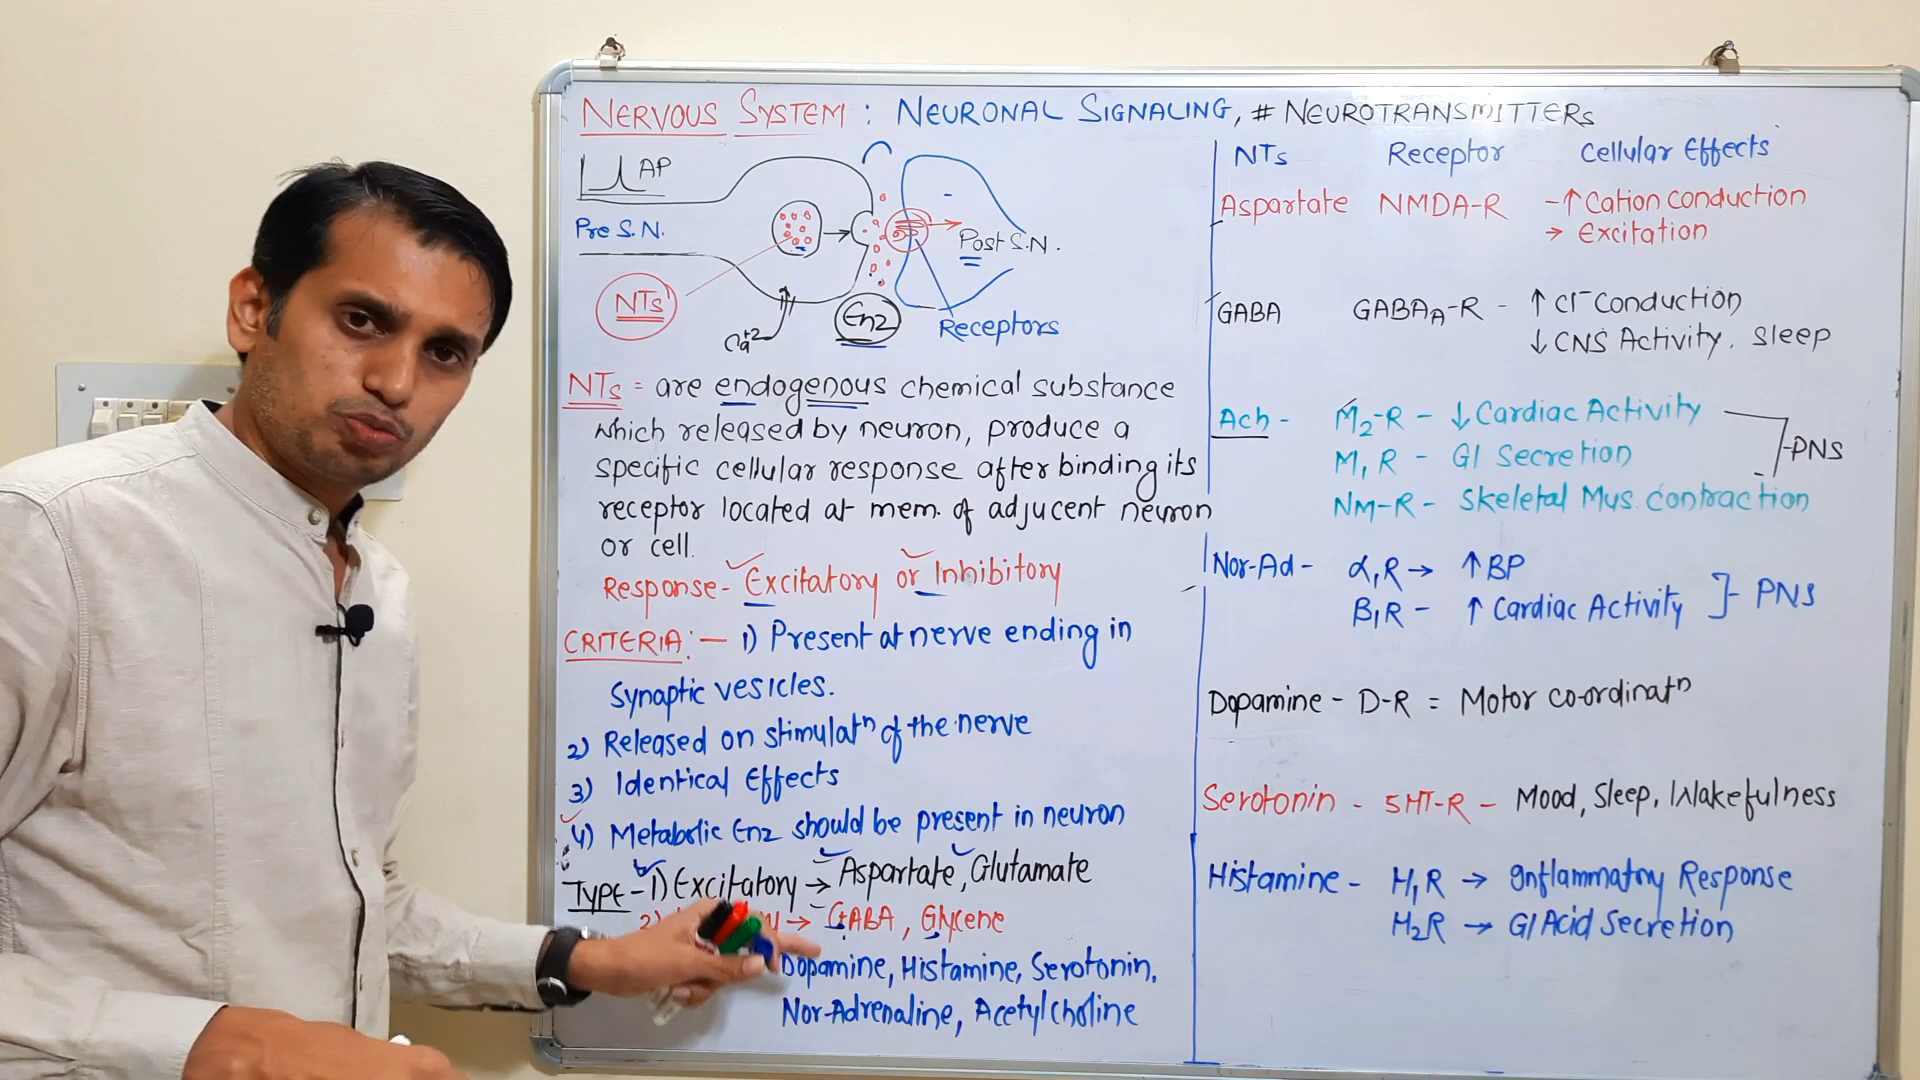 NERVOUS SYSTEM : NEURONAL SIGNALING, # NEUROTRANSMITTERS
AP
Pre S.N.
NTs
Ca+2
Enz
Post S.N.
Receptors
NTs = are endogenous chemical substance
which released by neuron, produce a
specific cellular response after binding its
receptor located at mem. of adjucent neuron
or cell.
Response - Excitatory or Inhibitory
CRITERIA: - 1) Present at nerve ending in
Synaptic vesicles.
2) Released on stimulatn of the nerve
3) Identical Effects
4) Metabolic Enz should be present in neuron
TYPE - 1) Excitatory → Aspartate, Glutamate
2) → GABA, Glycene
Dopamine, Histamine, Serotonin,
Nor-Adrenaline, Acetylcholine
NTs Receptor Cellular Effects
Aspartate NMDA-R - ↑ Cation conduction
→ Excitation
GABA GABAA-R - ↑ Cl- Conduction
↓ CNS Activity. Sleep
Ach - M2-R - ↓ Cardiac Activity
M1R - GI Secretion
PNS
NM-R - Skeletal Mus. contraction
Nor-Ad - α1R → ↑ BP
β1R - ↑ Cardiac Activity } - PNS
Dopamine - D-R = Motor co-ordinatn
Serotonin - 5HT-R - Mood, Sleep, Wakefulness
Histamine - H1R → Inflammatory Response
H2R → GI Acid Secretion